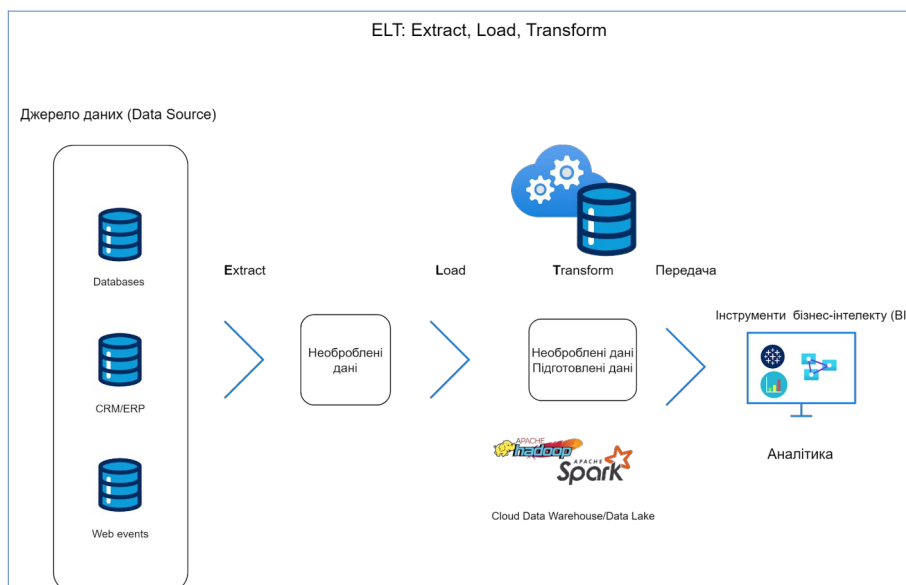 ELT: Extract, Load, Transform
Джерело даних (Data Source)
Databases
CRM/ERP
Web events
Extract
Необроблені
дані
Load
Transform
Необроблені дані
Підготовлені дані
APACHE
hadoop
APACHE
Spark
Cloud Data Warehouse/Data Lake
Передача
Інструменти бізнес-інтелекту (BI
Аналітика